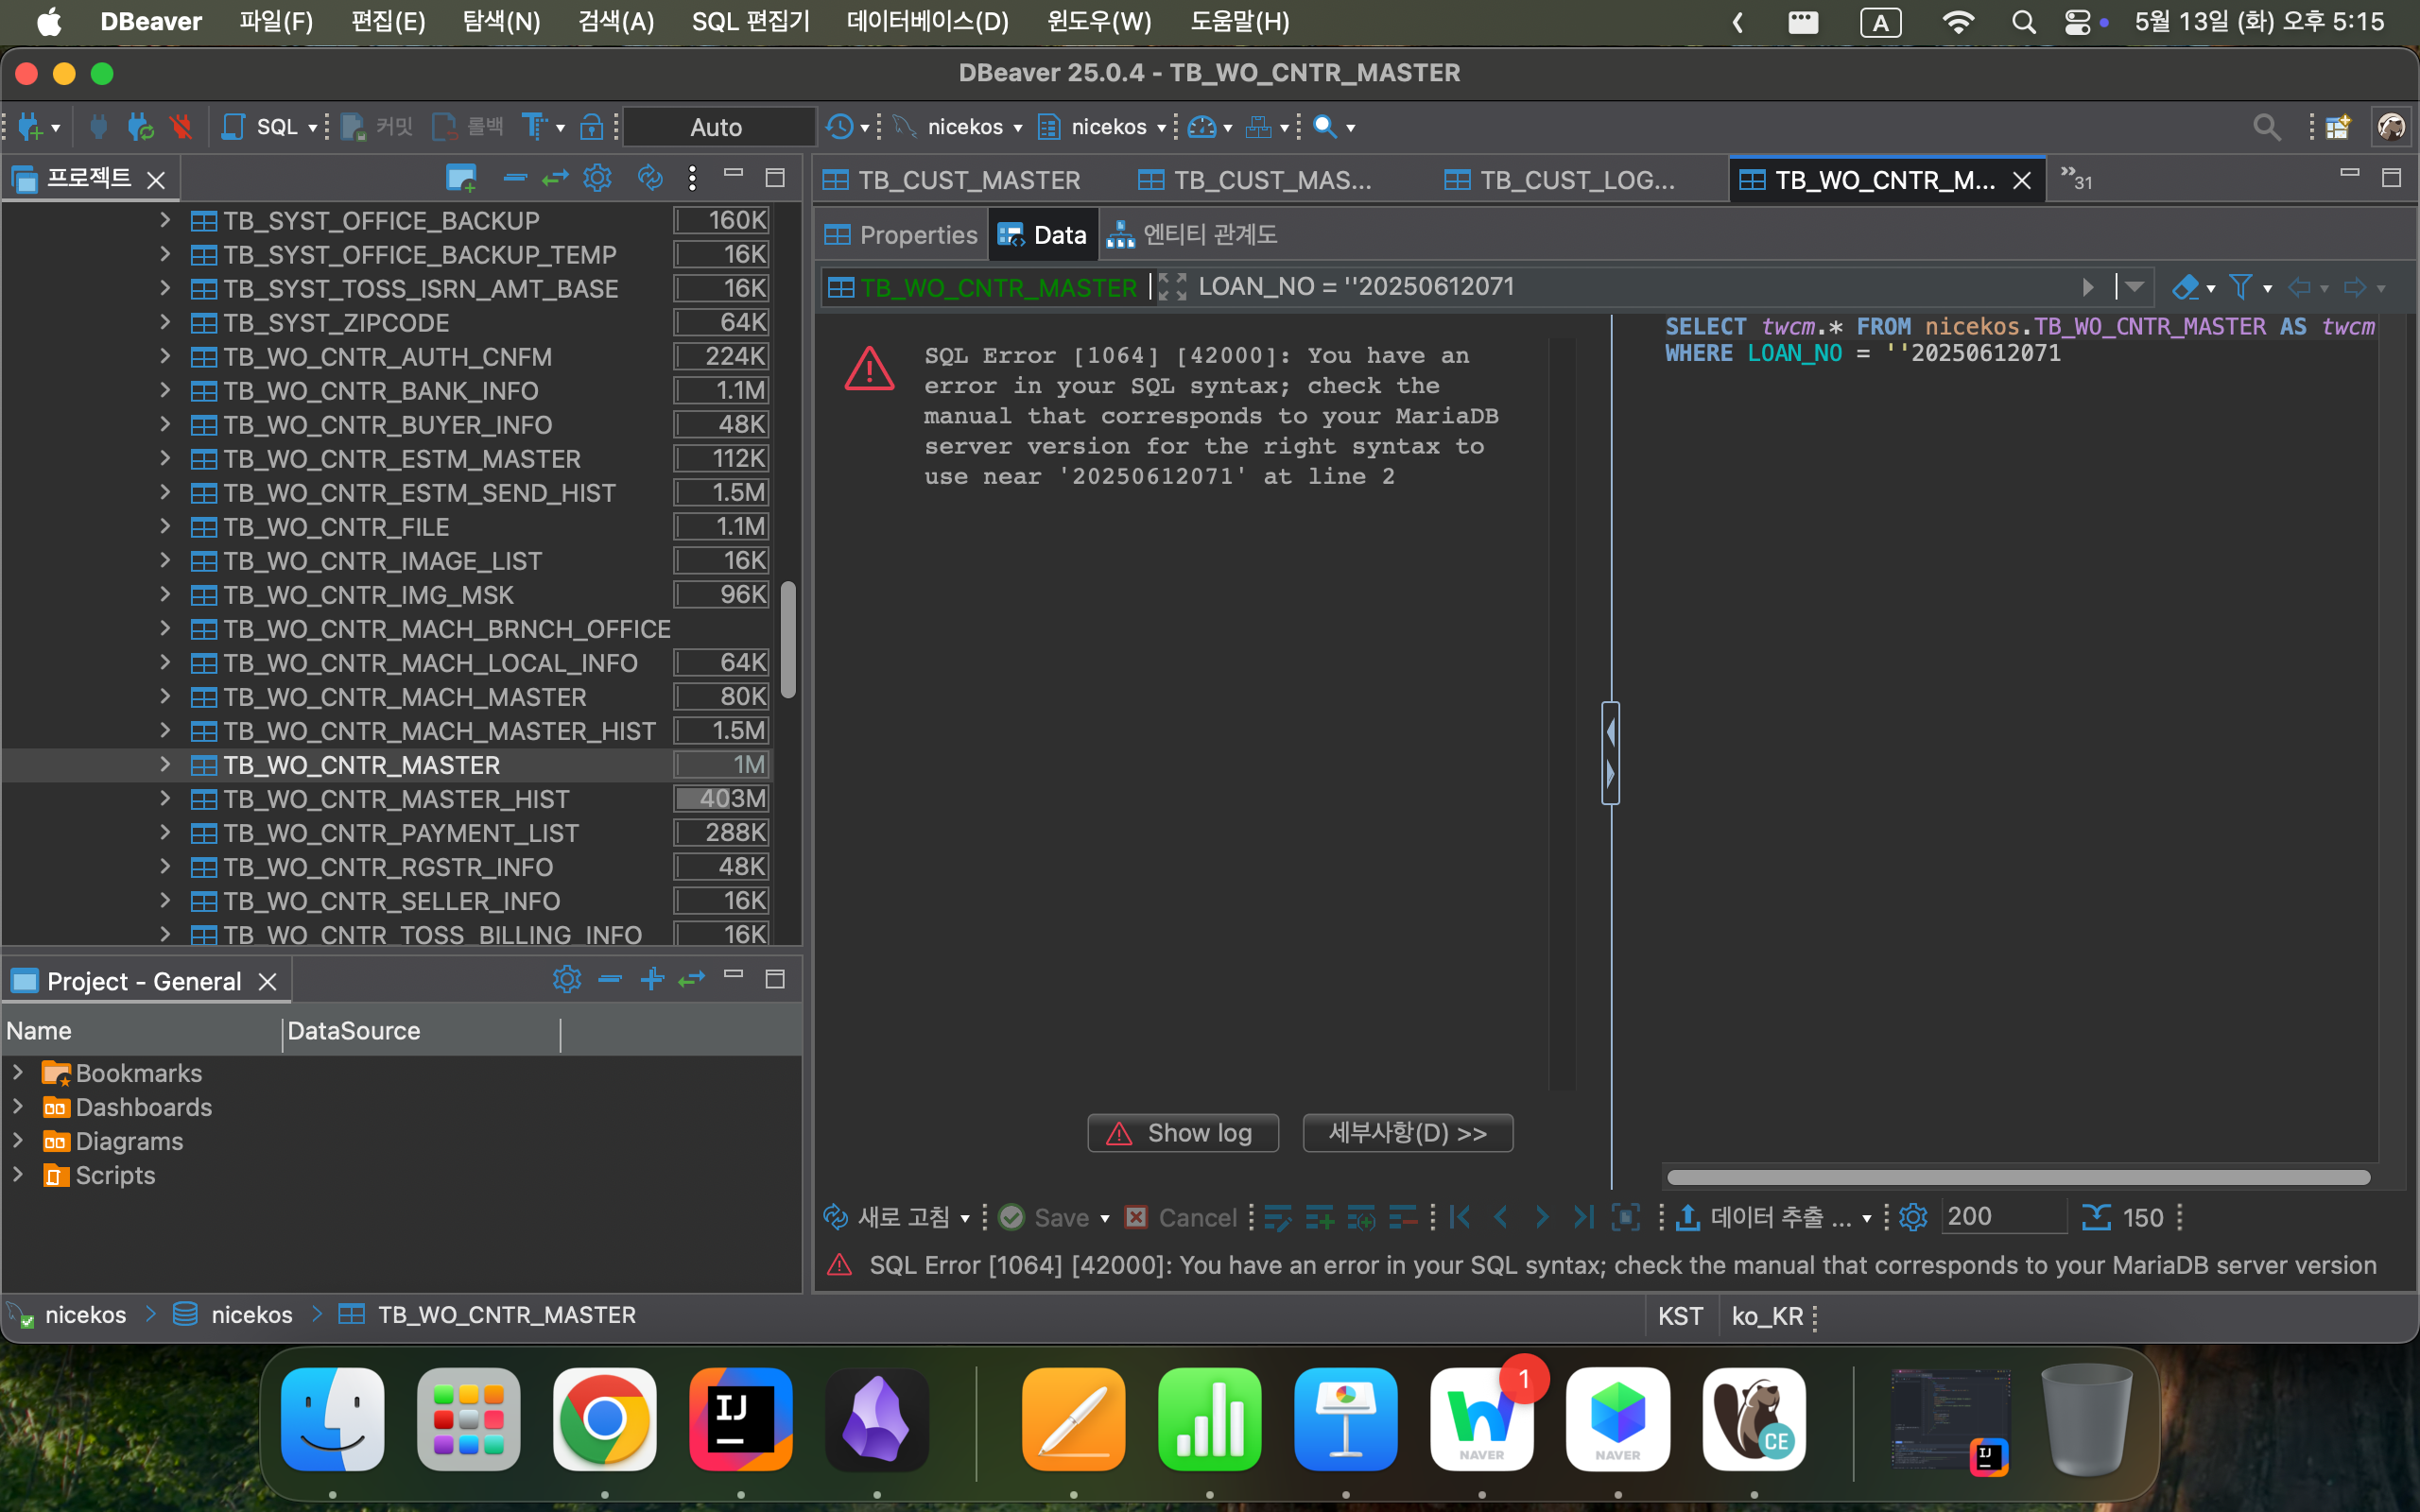 DBeaver 파일(F) 편집(E) 탐색(N) 검색(A) SQL 편집기 데이터베이스(D) 윈도우(W) 도움말(H) A 5월 13일 (화) 오후 5:15
DBeaver 25.0.4 - TB_WO_CNTR_MASTER
SQL 커밋 롤백 Auto nicekos nicekos
프로젝트
TB_SYST_OFFICE_BACKUP 160K
TB_SYST_OFFICE_BACKUP_TEMP 16K
TB_SYST_TOSS_ISRN_AMT_BASE 16K
TB_SYST_ZIPCODE 64K
TB_WO_CNTR_AUTH_CNFM 224K
TB_WO_CNTR_BANK_INFO 1.1M
TB_WO_CNTR_BUYER_INFO 48K
TB_WO_CNTR_ESTM_MASTER 112K
TB_WO_CNTR_ESTM_SEND_HIST 1.5M
TB_WO_CNTR_FILE 1.1M
TB_WO_CNTR_IMAGE_LIST 16K
TB_WO_CNTR_IMG_MSK 96K
TB_WO_CNTR_MACH_BRNCH_OFFICE
TB_WO_CNTR_MACH_LOCAL_INFO 64K
TB_WO_CNTR_MACH_MASTER 80K
TB_WO_CNTR_MACH_MASTER_HIST 1.5M
TB_WO_CNTR_MASTER 1M
TB_WO_CNTR_MASTER_HIST 403M
TB_WO_CNTR_PAYMENT_LIST 288K
TB_WO_CNTR_RGSTR_INFO 48K
TB_WO_CNTR_SELLER_INFO 16K
TB_WO_CNTR_TOSS_BILLING_INFO 16K
Project - General
Name DataSource
Bookmarks
Dashboards
Diagrams
Scripts
TB_CUST_MASTER TB_CUST_MAS... TB_CUST_LOG... TB_WO_CNTR_M... »31
Properties Data 엔티티 관계도
TB_WO_CNTR_MASTER LOAN_NO = ''20250612071
SQL Error [1064] [42000]: You have an
error in your SQL syntax; check the
manual that corresponds to your MariaDB
server version for the right syntax to
use near '20250612071' at line 2
SELECT twcm.* FROM nicekos.TB_WO_CNTR_MASTER AS twcm
WHERE LOAN_NO = ''20250612071
Show log 세부사항(D) >>
새로 고침 Save Cancel 데이터 추출 ... 200 150
SQL Error [1064] [42000]: You have an error in your SQL syntax; check the manual that corresponds to your MariaDB server version
nicekos nicekos TB_WO_CNTR_MASTER KST ko_KR
IJ NAVER 1 NAVER CE IJ